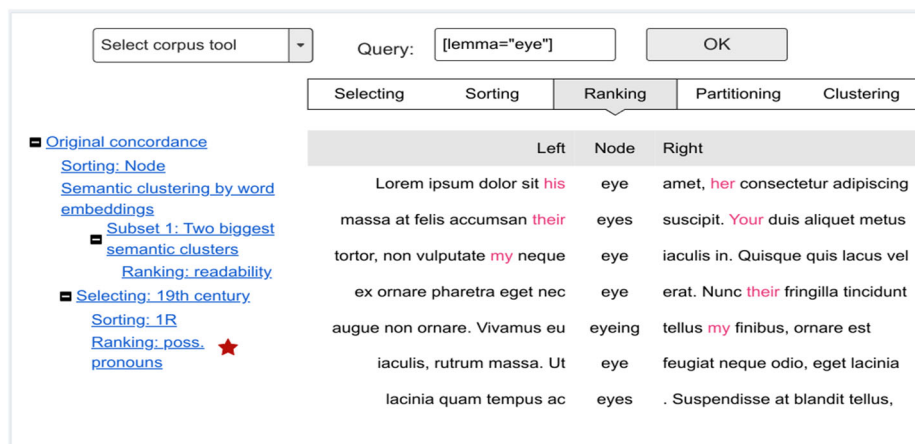 Select corpus tool Query: [lemma="eye"] OK
Selecting Sorting Ranking Partitioning Clustering
Original concordance
Sorting: Node
Semantic clustering by word
embeddings
Subset 1: Two biggest
semantic clusters
Ranking: readability
Selecting: 19th century
Sorting: 1R
Ranking: poss.
pronouns
Left Node Right
Lorem ipsum dolor sit his eye amet, her consectetur adipiscing
massa at felis accumsan their eyes suscipit. Your duis aliquet metus
tortor, non vulputate my neque eye iaculis in. Quisque quis lacus vel
ex ornare pharetra eget nec eye erat. Nunc their fringilla tincidunt
augue non ornare. Vivamus eu eyeing tellus my finibus, ornare est
iaculis, rutrum massa. Ut eye feugiat neque odio, eget lacinia
lacinia quam tempus ac eyes . Suspendisse at blandit tellus,